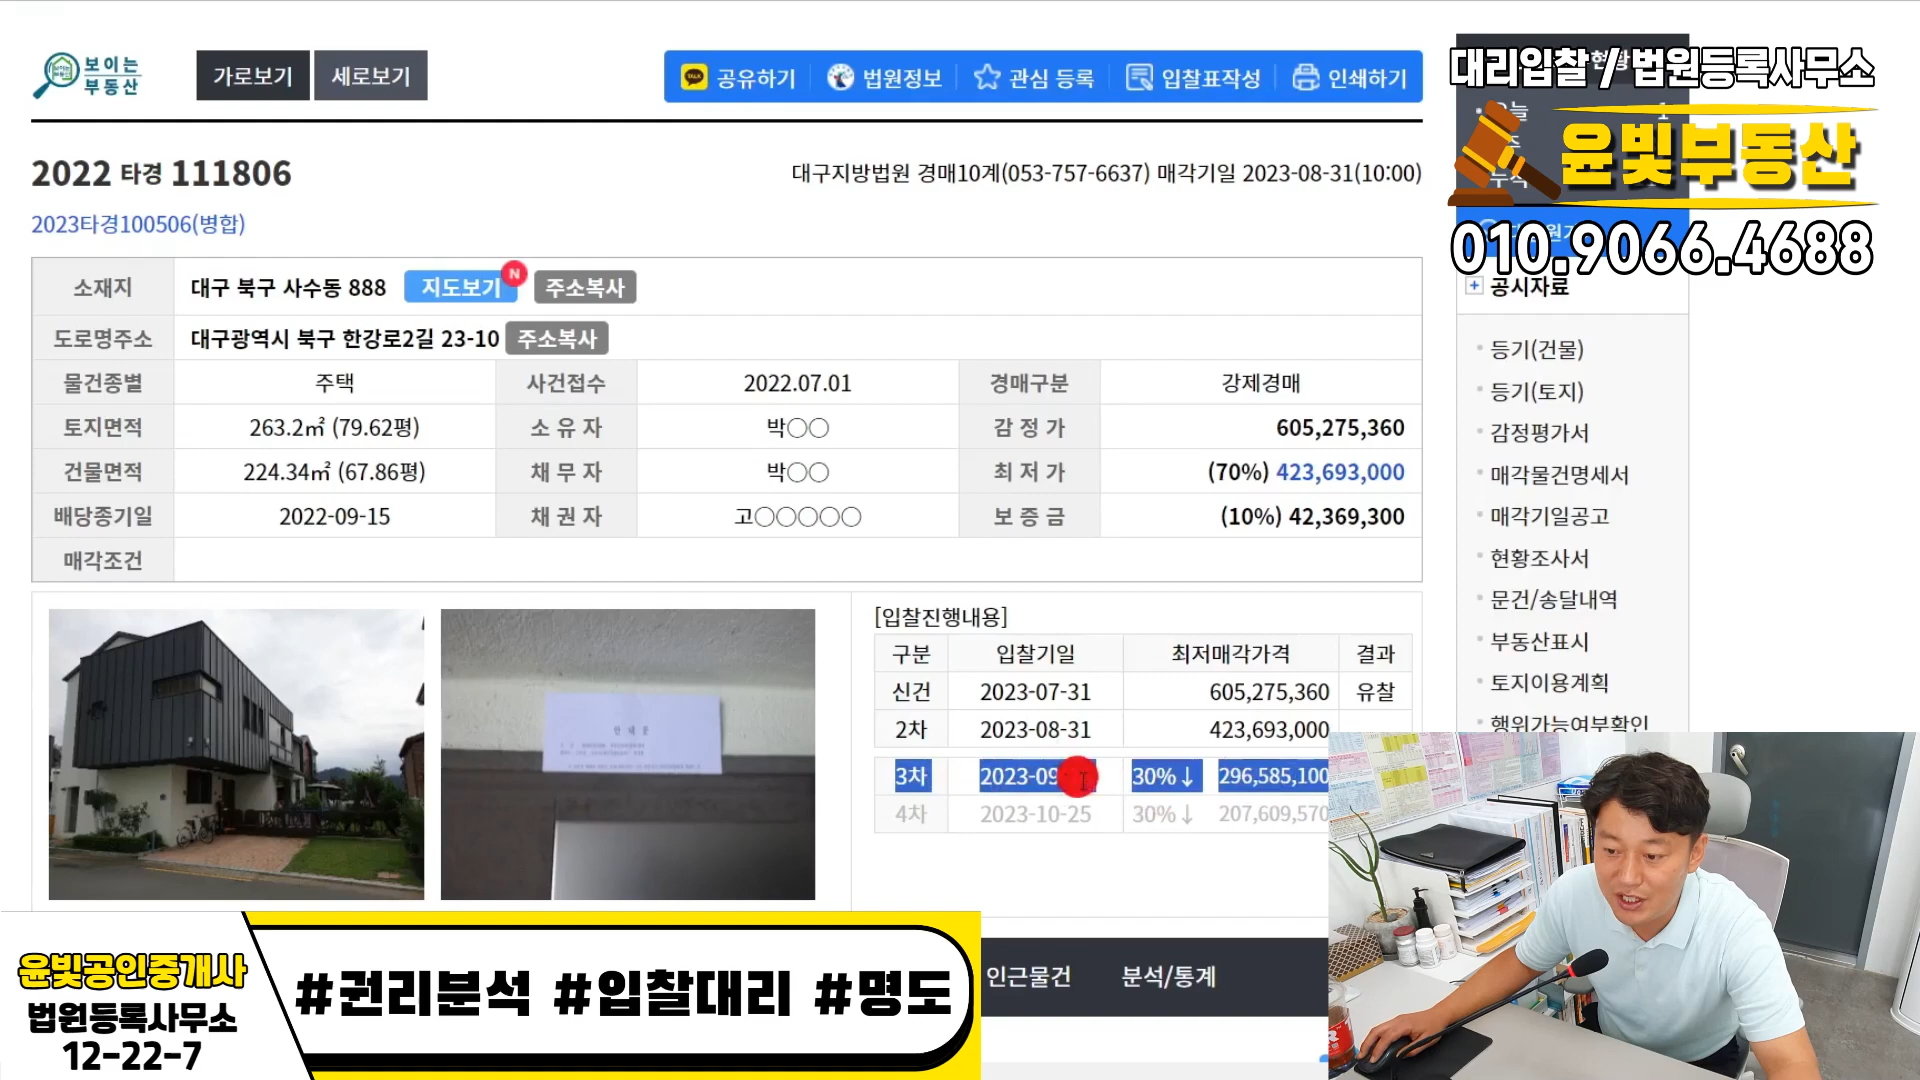 보이는
부동산
가로보기 세로보기
공유하기 법원정보 관심 등록 입찰표작성 인쇄하기
대리입찰 / 법원등록사무소
윤빛부동산
010.9066.4688
2022 타경 111806
대구지방법원 경매10계(053-757-6637) 매각기일 2023-08-31(10:00)
2023타경100506(병합)
소재지 대구 북구 사수동 888 지도보기 N 주소복사
도로명주소 대구광역시 북구 한강로2길 23-10 주소복사
물건종별 주택 사건접수 2022.07.01 경매구분 강제경매
토지면적 263.2㎡ (79.62평) 소 유 자 박○○ 감 정 가 605,275,360
건물면적 224.34㎡ (67.86평) 채 무 자 박○○ 최 저 가 (70%) 423,693,000
배당종기일 2022-09-15 채 권 자 고○○○○○ 보 증 금 (10%) 42,369,300
매각조건
안 내 문
[입찰진행내용]
구분 입찰기일 최저매각가격 결과
신건 2023-07-31 605,275,360 유찰
2차 2023-08-31 423,693,000
3차 2023-09 30%↓ 296,585,100
4차 2023-10-25 30%↓ 207,609,570
공시자료
등기(건물)
등기(토지)
감정평가서
매각물건명세서
매각기일공고
현황조사서
문건/송달내역
부동산표시
토지이용계획
행위가능여부확인
인근물건 분석/통계
윤빛공인중개사
법원등록사무소
12-22-7
#권리분석 #입찰대리 #명도